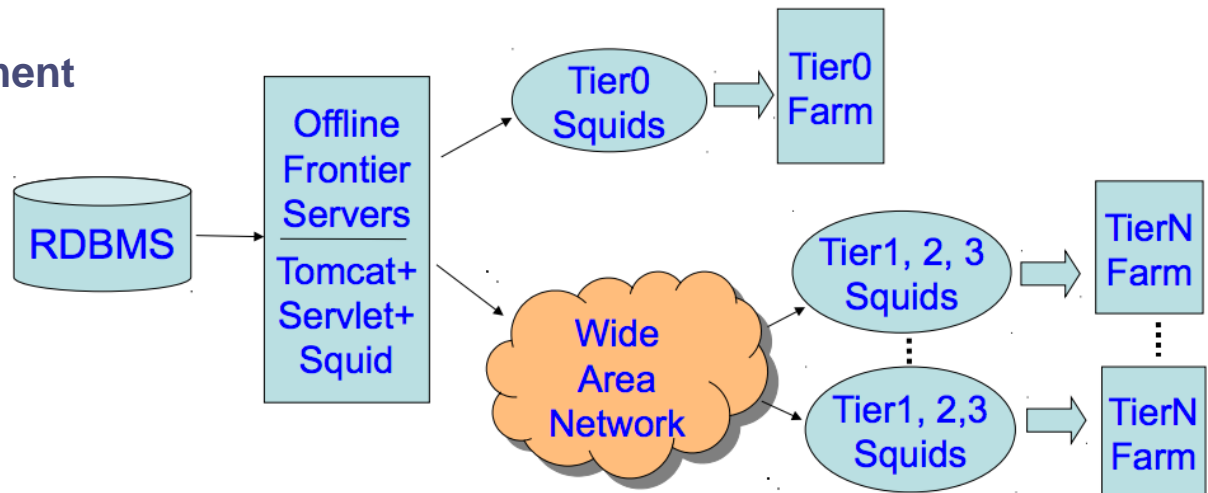 ment
RDBMS
Offline
Frontier
Servers
Tomcat+
Servlet+
Squid
Tier0
Squids
Tier0
Farm
Wide
Area
Network
Tier1, 2, 3
Squids
TierN
Farm
Tier1, 2,3
Squids
TierN
Farm